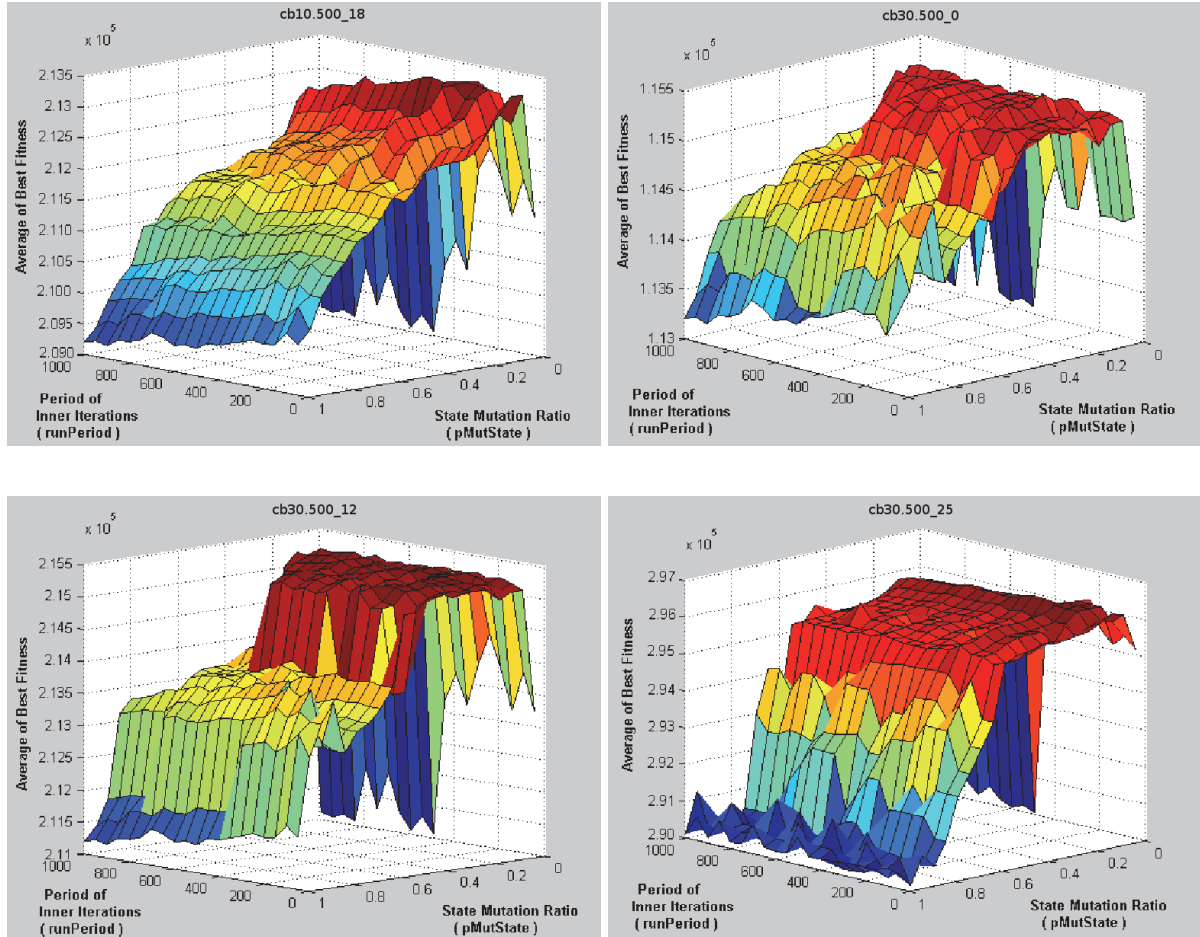 cb10.500_18
x 10^5
Average of Best Fitness
2.135
2.13
2.125
2.12
2.115
2.110
2.105
2.100
2.095
2.090
1000
800
600
400
200
0
1
0.8
0.6
0.4
0.2
0
Period of
Inner Iterations
( runPeriod )
State Mutation Ratio
( pMutState )
cb30.500_0
x 10^5
Average of Best Fitness
1.155
1.15
1.145
1.14
1.135
1.13
1000
800
600
400
200
0
1
0.8
0.6
0.4
0.2
0
Period of
Inner Iterations
( runPeriod )
State Mutation Ratio
( pMutState )
cb30.500_12
x 10^5
Average of Best Fitness
2.155
2.15
2.145
2.14
2.135
2.13
2.125
2.12
2.115
2.11
1000
800
600
400
200
0
1
0.8
0.6
0.4
0.2
0
Period of
Inner Iterations
( runPeriod )
State Mutation Ratio
( pMutState )
cb30.500_25
x 10^5
Average of Best Fitness
2.97
2.96
2.95
2.94
2.93
2.92
2.91
2.90
1000
800
600
400
200
0
1
0.8
0.6
0.4
0.2
0
Period of
Inner Iterations
( runPeriod )
State Mutation Ratio
( pMutState )